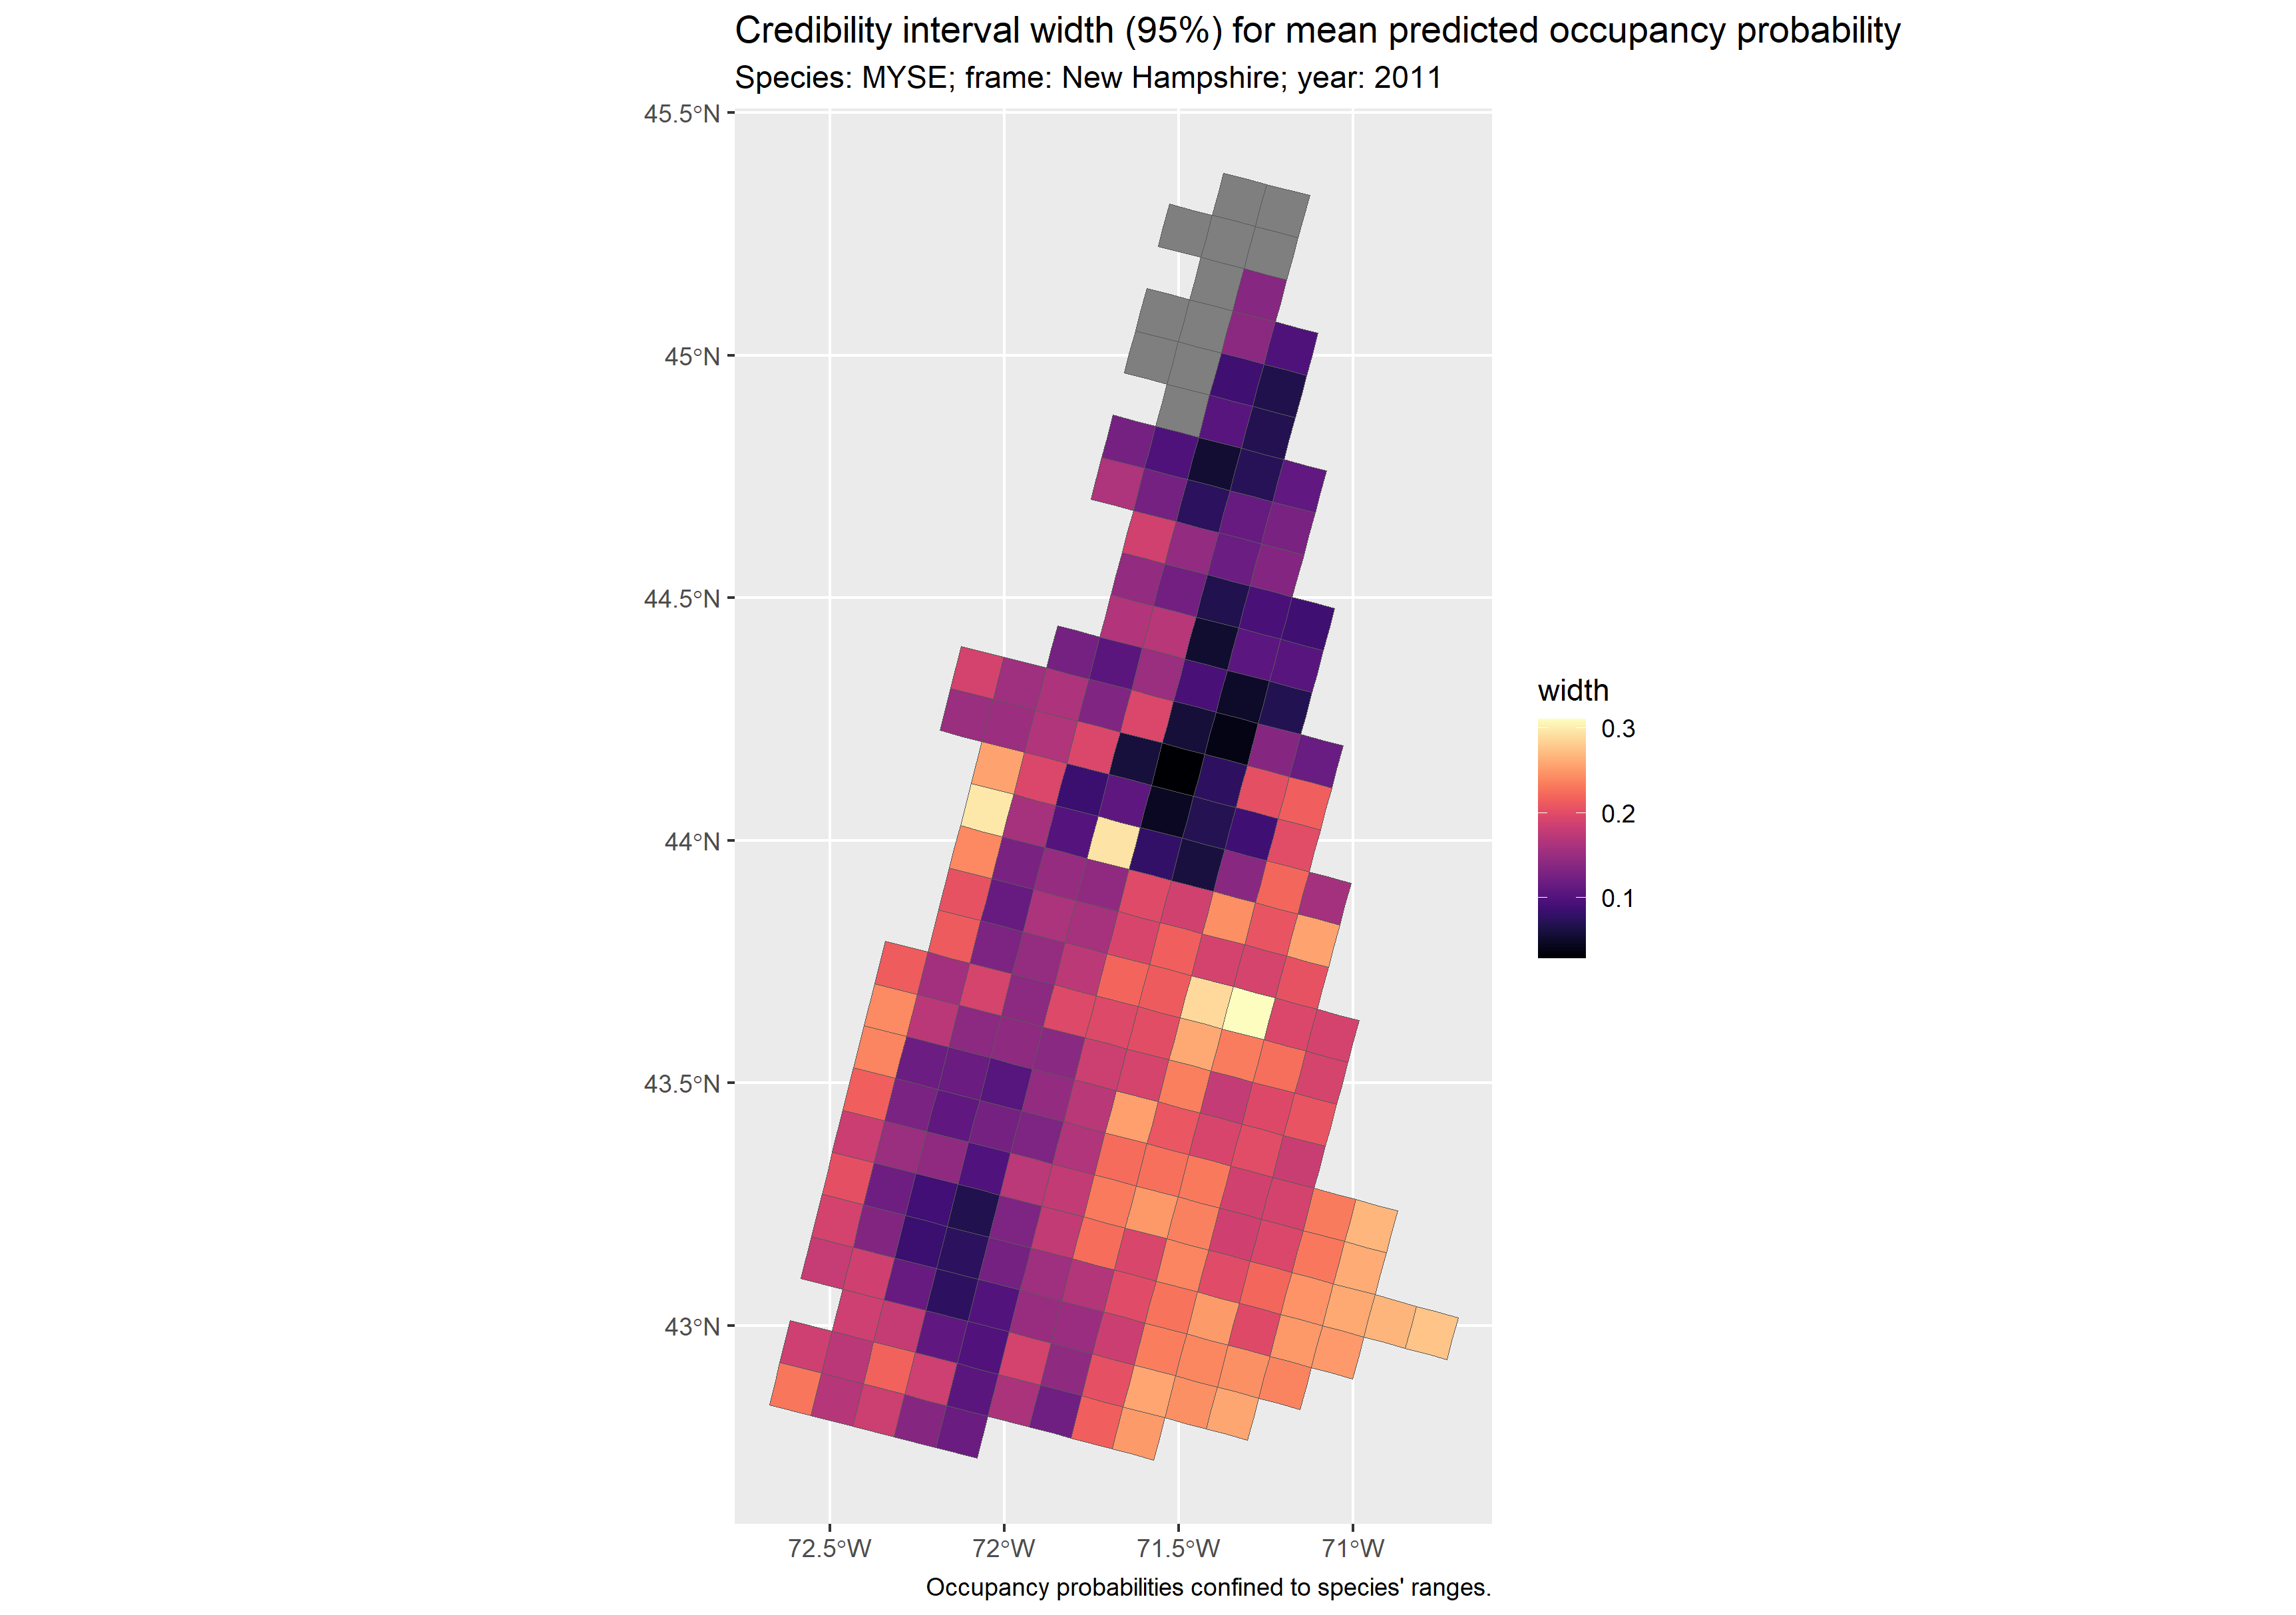 Credibility interval width (95%) for mean predicted occupancy probability
Species: MYSE; frame: New Hampshire; year: 2011
45.5°N
45°N
44.5°N
44°N
43.5°N
43°N
72.5°W
72°W
71.5°W
71°W
width
0.3
0.2
0.1
Occupancy probabilities confined to species' ranges.